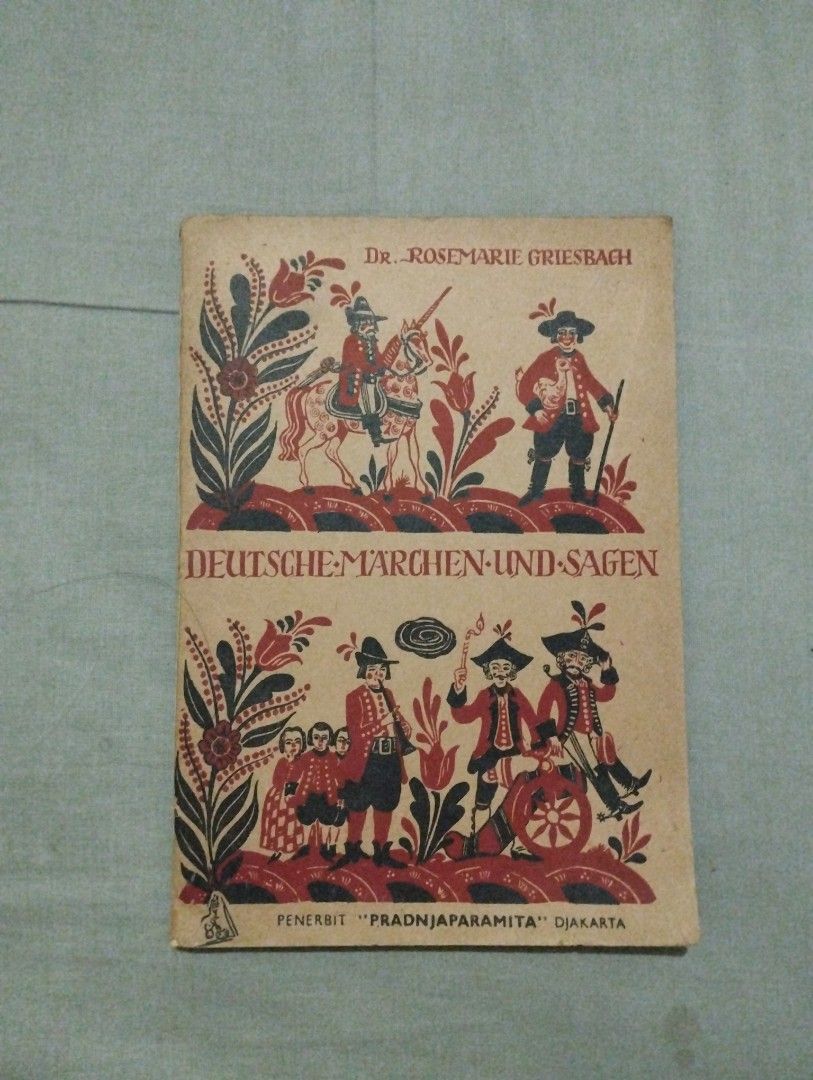 DR. ROSEMARIE GRIESBACH
DEUTSCHE·MÄRCHEN·UND·SAGEN
PENERBIT "PRADNJAPARAMITA" DJAKARTA